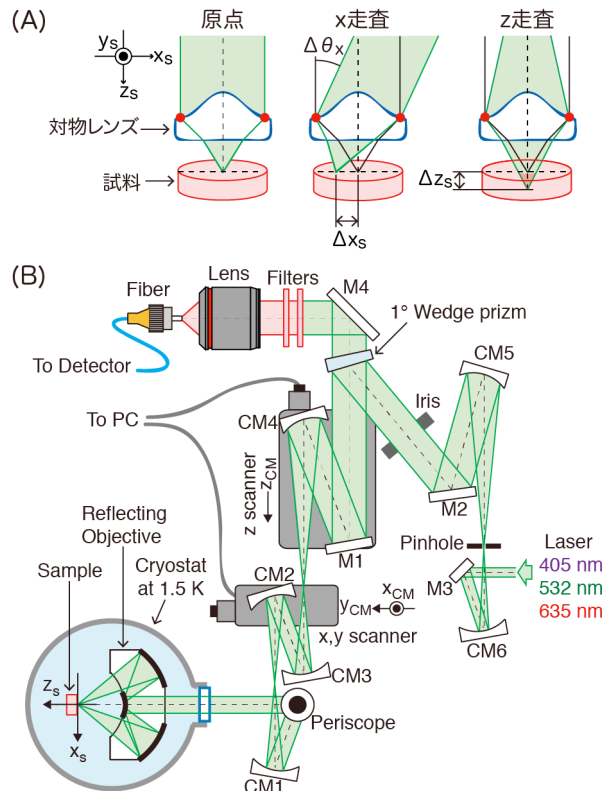 (A)
原点
x走査
z走査
yS
xS
zS
Δθx
対物レンズ
試料
ΔxS
ΔzS
(B)
Fiber
Lens
Filters
M4
1° Wedge prizm
To Detector
CM5
Iris
To PC
CM4
z scanner
zCM
M2
Reflecting
Objective
M1
Pinhole
Laser
405 nm
532 nm
635 nm
Sample
Cryostat
at 1.5 K
CM2
xCM
yCM
x,y scanner
M3
CM6
CM3
zS
xS
Periscope
CM1